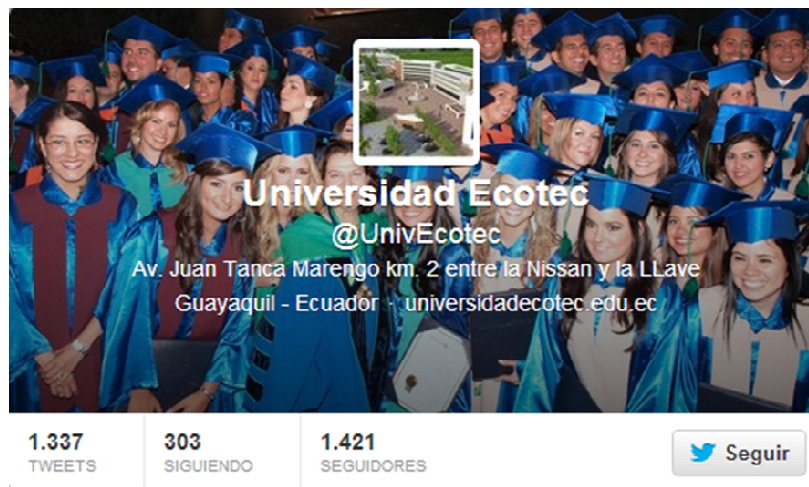 Universidad Ecotec
@UnivEcotec
Av. Juan Tanca Marengo km. 2 entre la Nissan y la LLave
Guayaquil - Ecuador · universidadecotec.edu.ec
1.337 303 1.421
TWEETS SIGUIENDO SEGUIDORES
Seguir